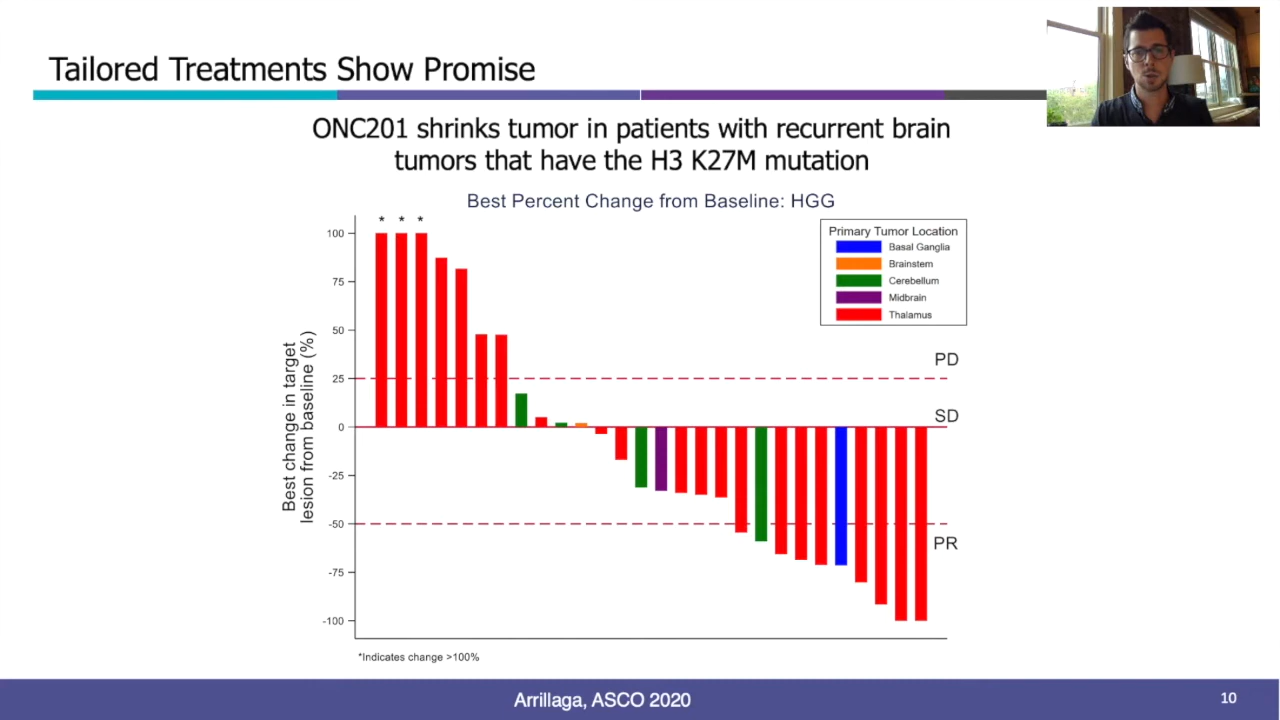 Tailored Treatments Show Promise
ONC201 shrinks tumor in patients with recurrent brain
tumors that have the H3 K27M mutation
Best Percent Change from Baseline: HGG
* * *
Primary Tumor Location
Basal Ganglia
Brainstem
Cerebellum
Midbrain
Thalamus
100
75
50
25
0
-25
-50
-75
-100
Best change in target
lesion from baseline (%)
PD
SD
PR
*Indicates change >100%
Arrillaga, ASCO 2020
10